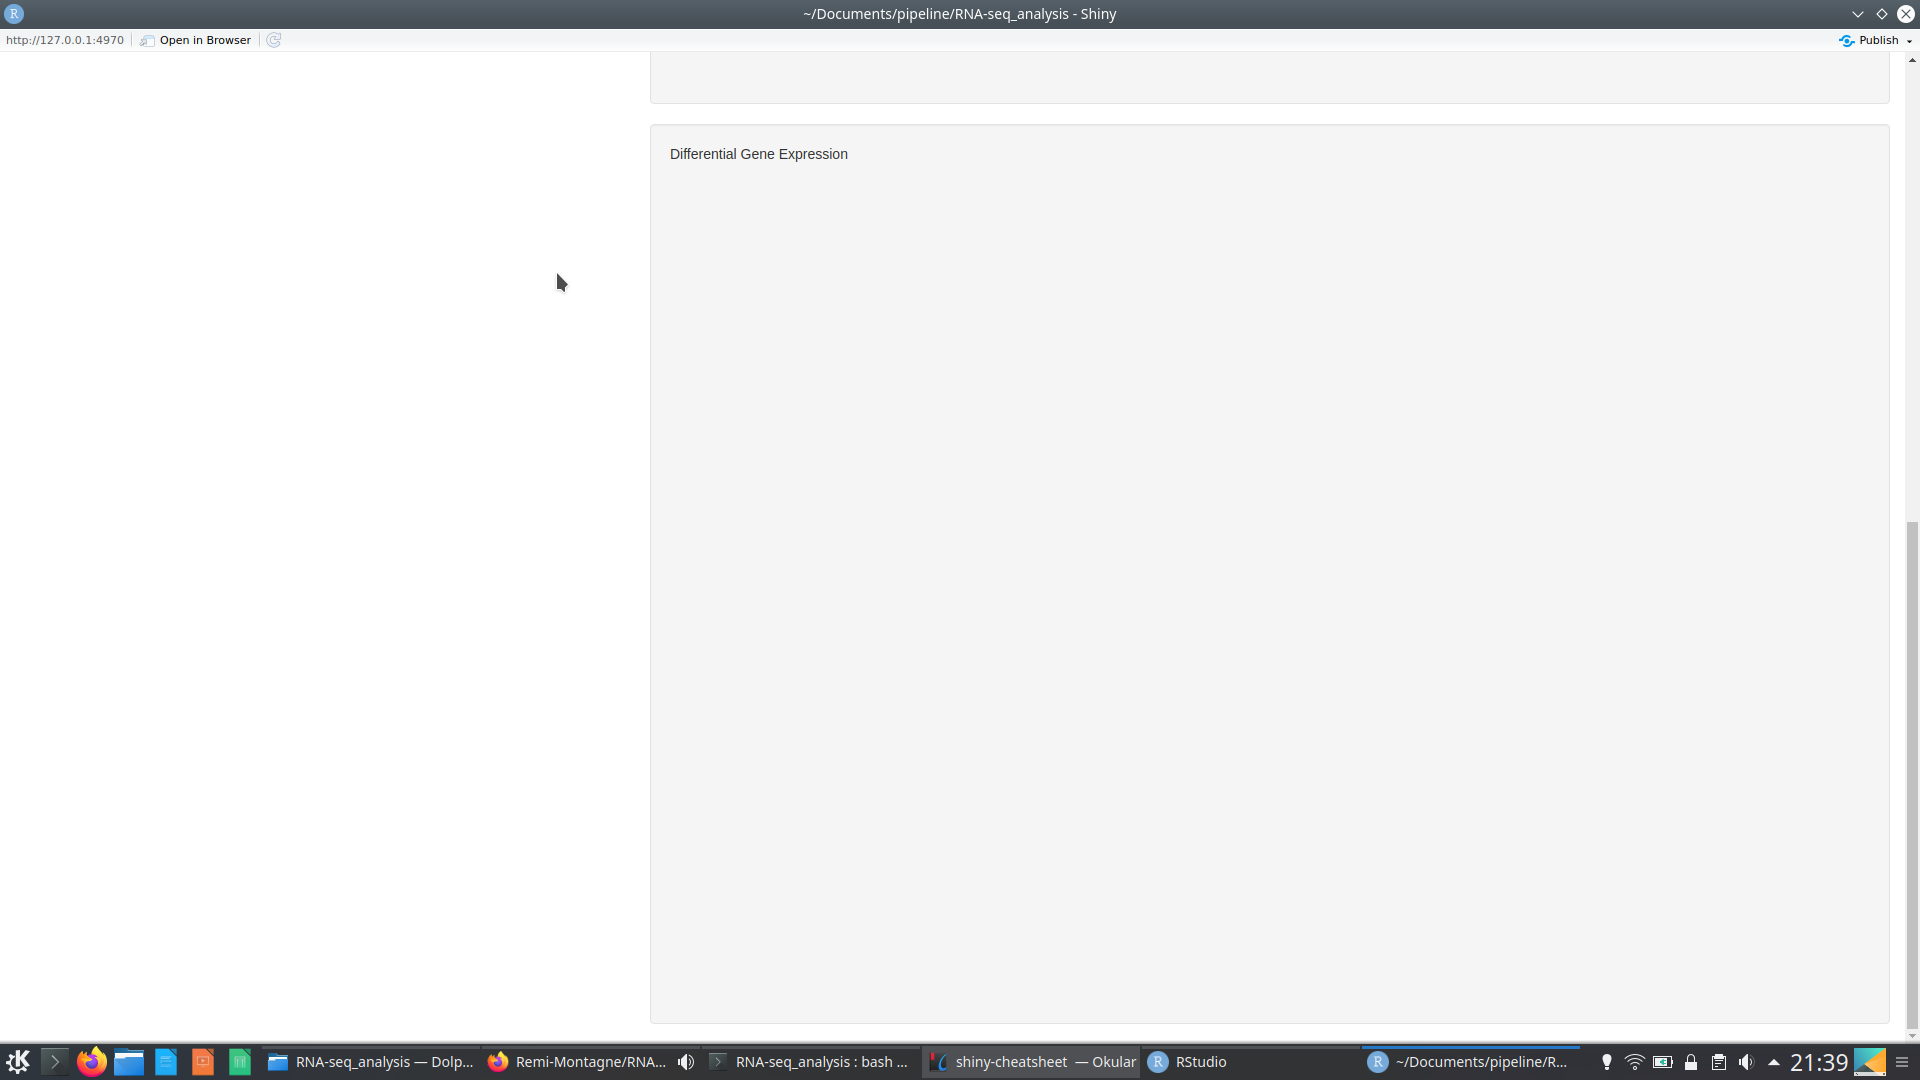 R
~/Documents/pipeline/RNA-seq_analysis - Shiny
http://127.0.0.1:4970
Open in Browser
Publish
Differential Gene Expression
RNA-seq_analysis — Dolp...
Remi-Montagne/RNA...
RNA-seq_analysis : bash ...
shiny-cheatsheet — Okular
R
RStudio
R
~/Documents/pipeline/R...
21:39